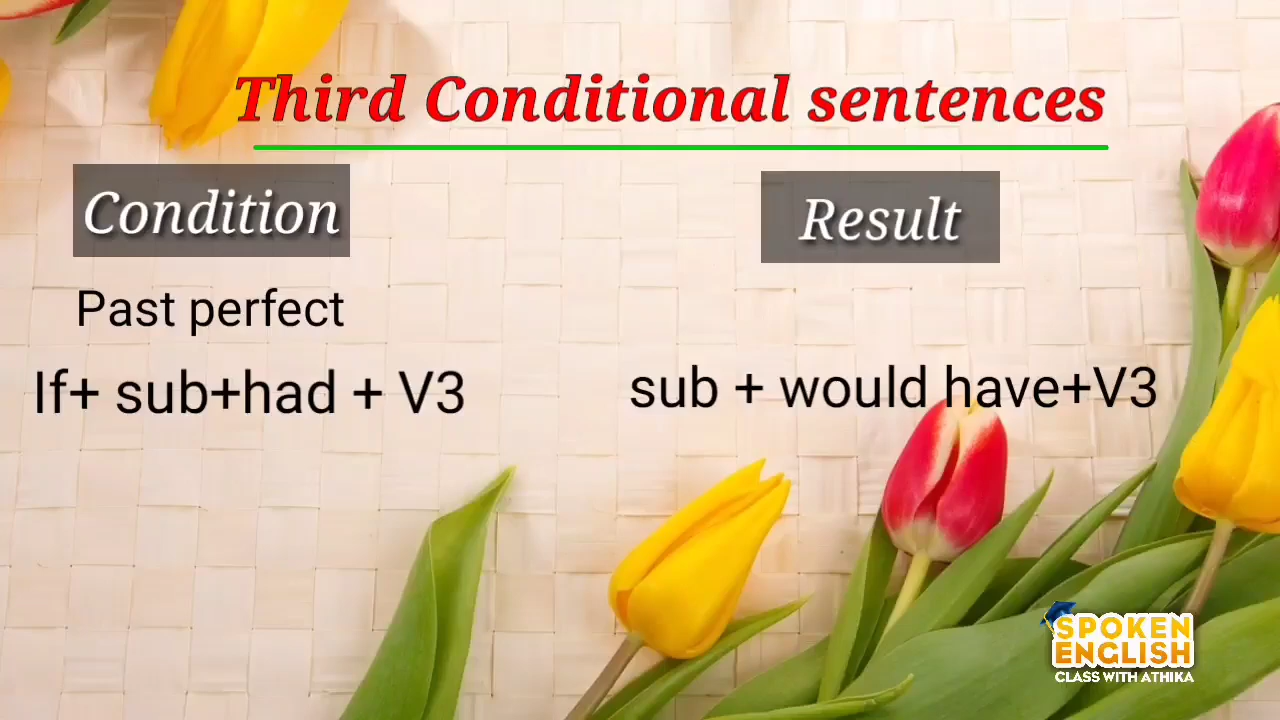 Third Conditional sentences
Condition
Result
Past perfect
If+ sub+had + V3
sub + would have+V3
SPOKEN
ENGLISH
CLASS WITH ATHIKA